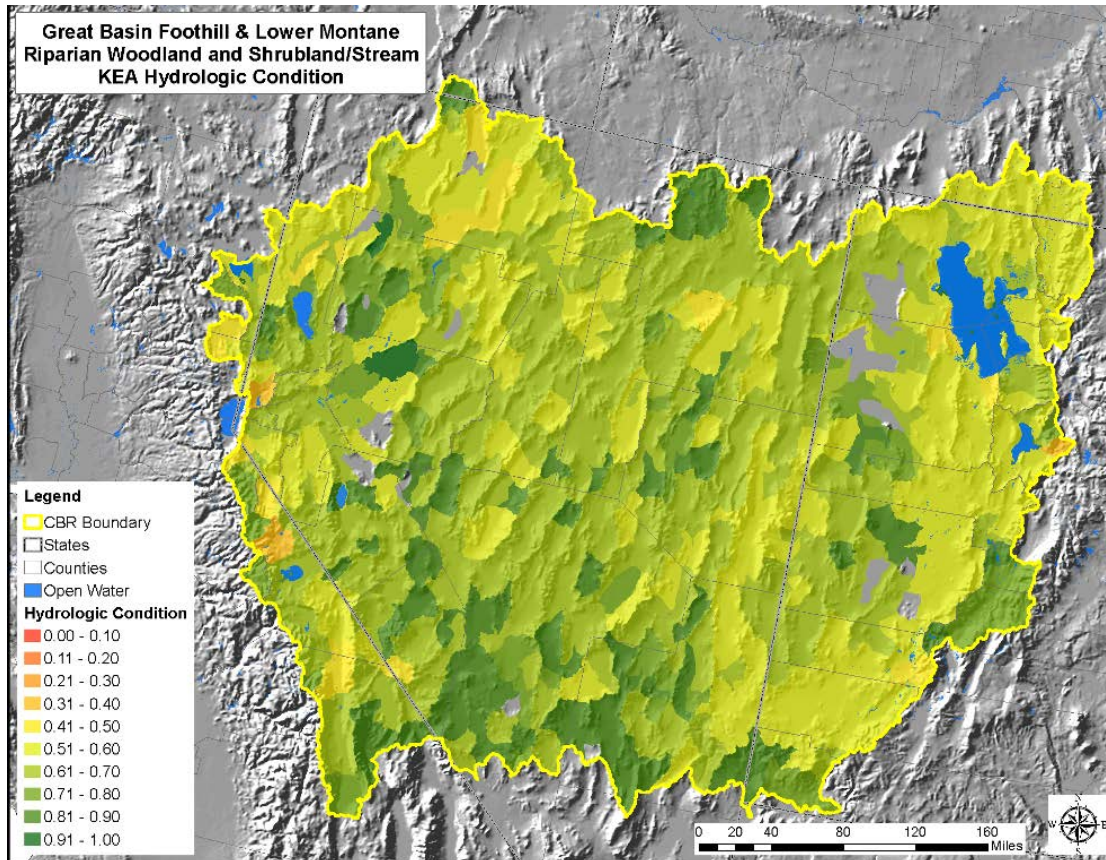 Great Basin Foothill & Lower Montane
Riparian Woodland and Shrubland/Stream
KEA Hydrologic Condition
Legend
CBR Boundary
States
Counties
Open Water
Hydrologic Condition
0.00 - 0.10
0.11 - 0.20
0.21 - 0.30
0.31 - 0.40
0.41 - 0.50
0.51 - 0.60
0.61 - 0.70
0.71 - 0.80
0.81 - 0.90
0.91 - 1.00
0 20 40 80 120 160
Miles
N
W E
S